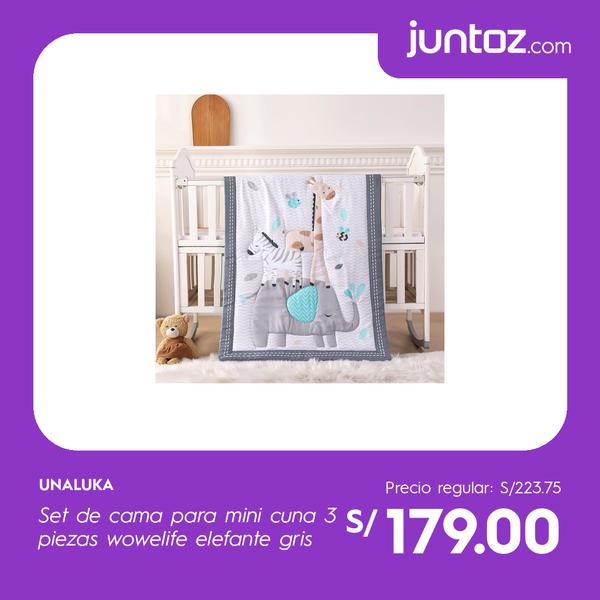 juntoz.com
UNALUKA
Set de cama para mini cuna 3
piezas wowelife elefante gris
Precio regular: S/223.75
S/179.00